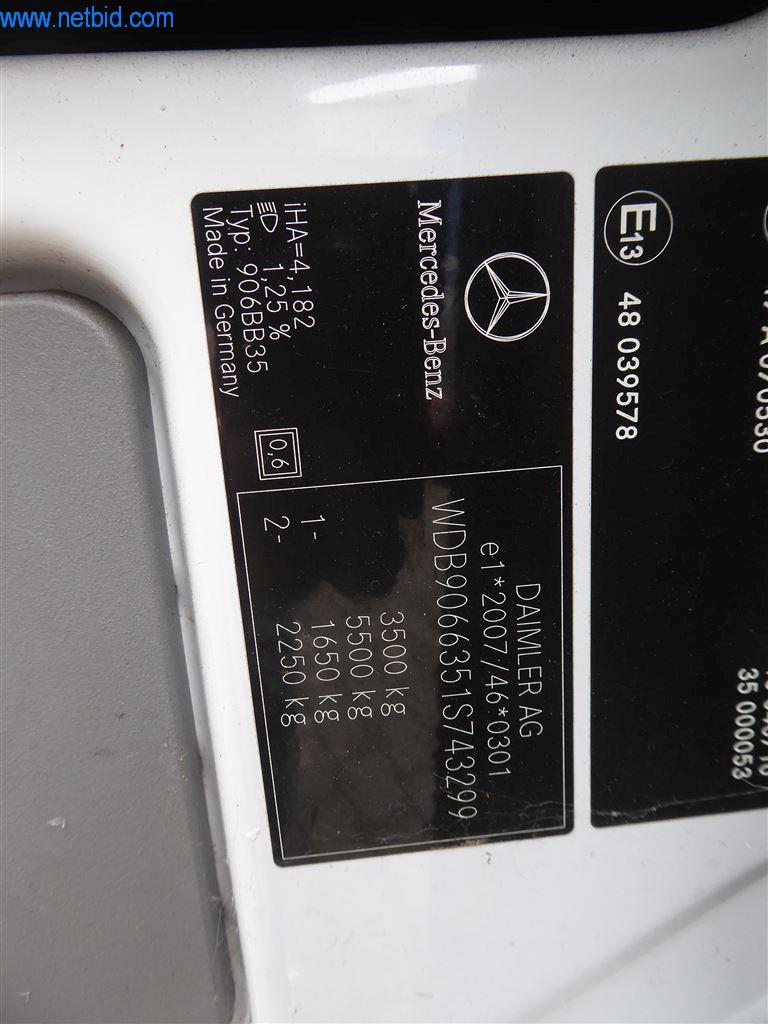 www.netbid.com
Mercedes-Benz
iHA=4,182
1,25 %
Typ: 906BB35
Made in Germany
0,6
DAIMLER AG
e1*2007/46*0301
WDB9066351S743299
3500 kg
5500 kg
1- 1650 kg
2- 2250 kg
E13
48 039578
35 000053